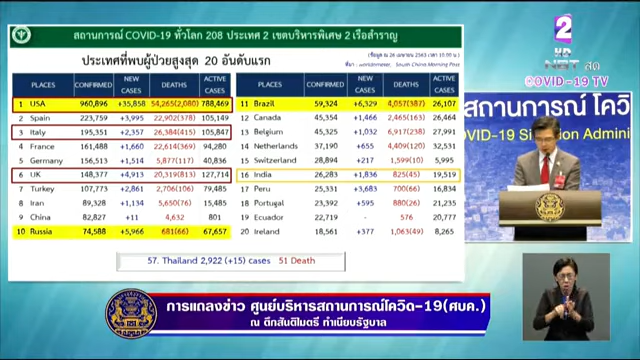 สถานการณ์ COVID-19 ทั่วโลก 208 ประเทศ 2 เขตบริหารพิเศษ 2 เรือสำราญ
ประเทศที่พบผู้ป่วยสูงสุด 20 อันดับแรก
PLACES CONFIRMED NEW CASES DEATHS ACTIVE CASES
1 USA 960,896 +35,858 54,265(2,080) 788,469
2 Spain 223,759 +3,995 22,902(378) 105,149
3 Italy 195,351 +2,357 26,384(415) 105,847
4 France 161,488 +1,660 22,614(369) 94,280
5 Germany 156,513 +1,514 5,877(117) 40,836
6 UK 148,377 +4,913 20,319(813) 127,714
7 Turkey 107,773 +2,861 2,706(106) 79,485
8 Iran 89,328 +1,134 5,650(76) 15,485
9 China 82,827 +11 4,632 801
10 Russia 74,588 +5,966 681(66) 67,657
PLACES CONFIRMED NEW CASES DEATHS ACTIVE CASES
11 Brazil 59,324 +6,329 4,057(387) 26,107
12 Canada 45,354 +1,466 2,465(163) 26,464
13 Belgium 45,325 +1,032 6,917(238) 27,991
14 Netherlands 37,190 +655 4,409(120) 32,531
15 Switzerland 28,894 +217 1,599(10) 5,995
16 India 26,283 +1,836 825(45) 19,519
17 Peru 25,331 +3,683 700(66) 16,834
18 Portugal 23,392 +595 880(26) 21,235
19 Ecuador 22,719 - 576 20,777
20 Ireland 18,561 +377 1,063(49) 8,265
57. Thailand 2,922 (+15) cases 51 Death
2
HD
NBT สด
COVID-19 TV
สถานการณ์ โควิ
OVID-19
Admini
การแถลงข่าว ศูนย์บริหารสถานการณ์โควิด-19(ศบค.)
ณ ตึกสันติไมตรี ทำเนียบรัฐบาล